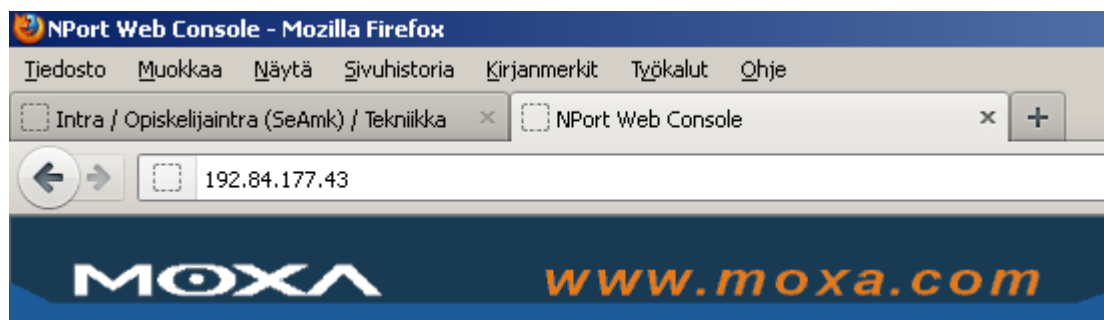 NPort Web Console - Mozilla Firefox
Tiedosto Muokkaa Näytä Sivuhistoria Kirjanmerkit Työkalut Ohje
Intra / Opiskelijaintra (SeAmk) / Tekniikka × NPort Web Console × +
192.84.177.43
MOXA www.moxa.com